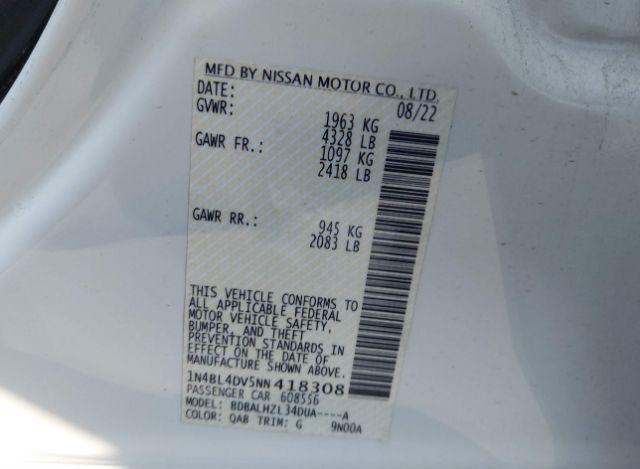 MFD BY NISSAN MOTOR CO., LTD.
DATE: 08/22
GVWR: 1963 KG
4328 LB
GAWR FR.: 1097 KG
2418 LB
GAWR RR.: 945 KG
2083 LB
THIS VEHICLE CONFORMS TO
ALL APPLICABLE FEDERAL
MOTOR VEHICLE SAFETY,
BUMPER, AND THEFT
PREVENTION STANDARDS IN
EFFECT ON THE DATE OF
MANUFACTURE SHOWN ABOVE.
1N4BL4DV5NN418308
PASSENGER CAR 608556
MODEL: BDBALHZL34DUA----A
COLOR: QAB TRIM: G 9N00A